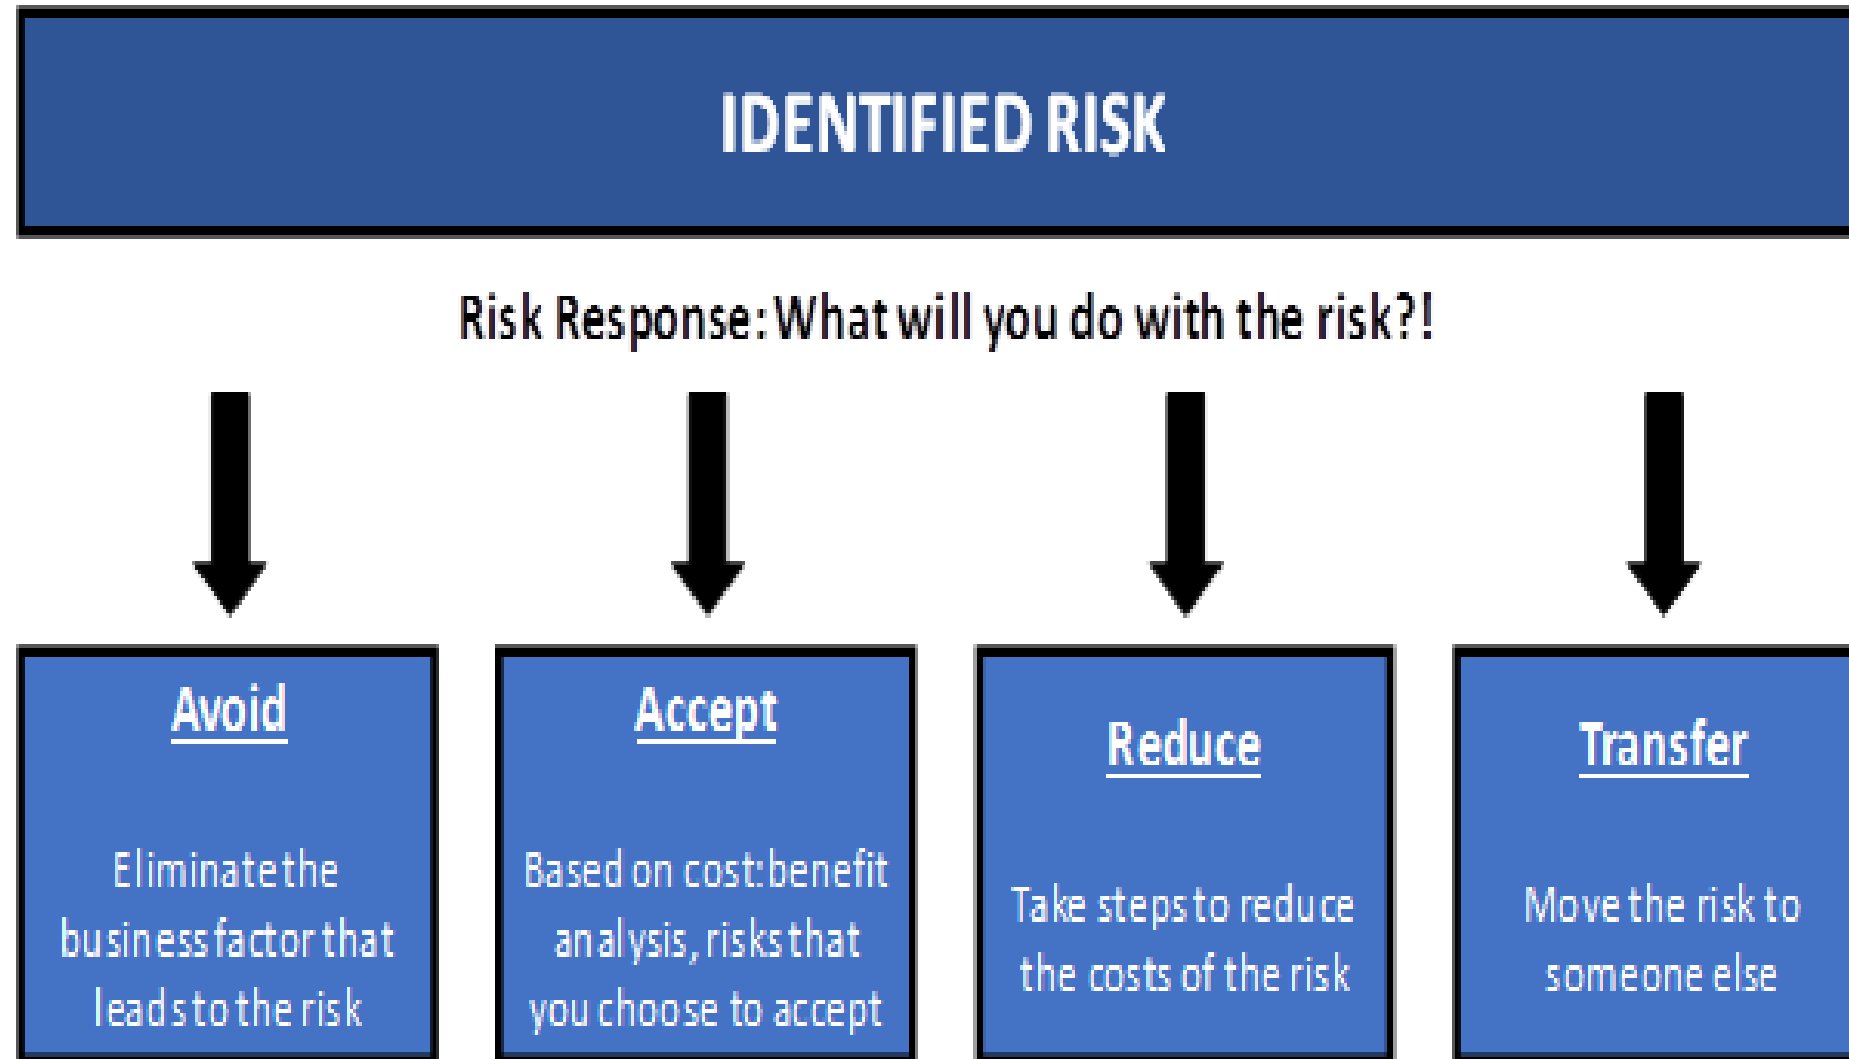 IDENTIFIED RISK
Risk Response: What will you do with the risk?!
Avoid
Eliminate the
business factor that
leads to the risk
Accept
Based on cost:benefit
analysis, risks that
you choose to accept
Reduce
Take steps to reduce
the costs of the risk
Transfer
Move the risk to
someone else